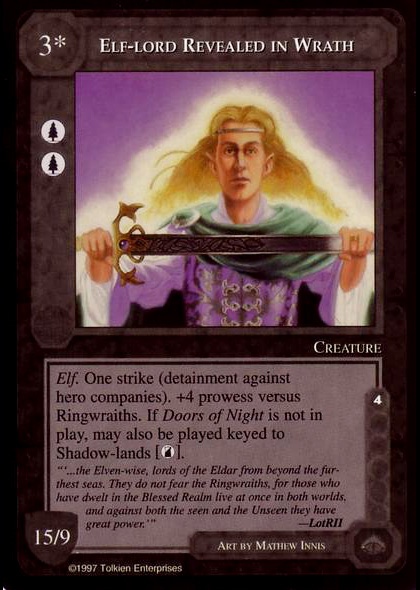 3*
ELF-LORD REVEALED IN WRATH
CREATURE
Elf. One strike (detainment against
hero companies). +4 prowess versus
Ringwraiths. If Doors of Night is not in
play, may also be played keyed to
Shadow-lands [ ].
4
“‘...the Elven-wise, lords of the Eldar from beyond the fur-
thest seas. They do not fear the Ringwraiths, for those who
have dwelt in the Blessed Realm live at once in both worlds,
and against both the seen and the Unseen they have
great power.’”
—LotRII
15/9
ART BY MATHEW INNIS
©1997 Tolkien Enterprises